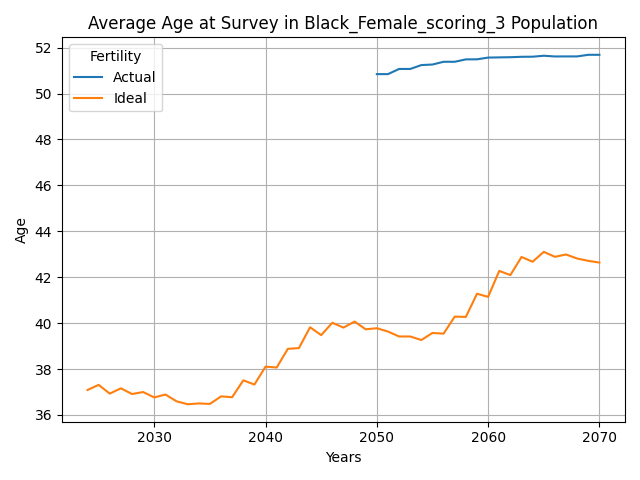 Average Age at Survey in Black_Female_scoring_3 Population
Fertility
Actual
Ideal
52
50
48
46
44
42
40
38
36
Age
2030 2040 2050 2060 2070
Years